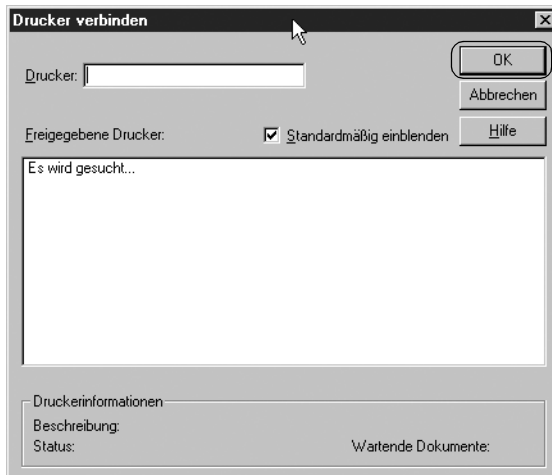 Drucker verbinden
Drucker:
OK
Abbrechen
Freigegebene Drucker:
Standardmäßig einblenden
Hilfe
Es wird gesucht...
Druckerinformationen
Beschreibung:
Status:
Wartende Dokumente: